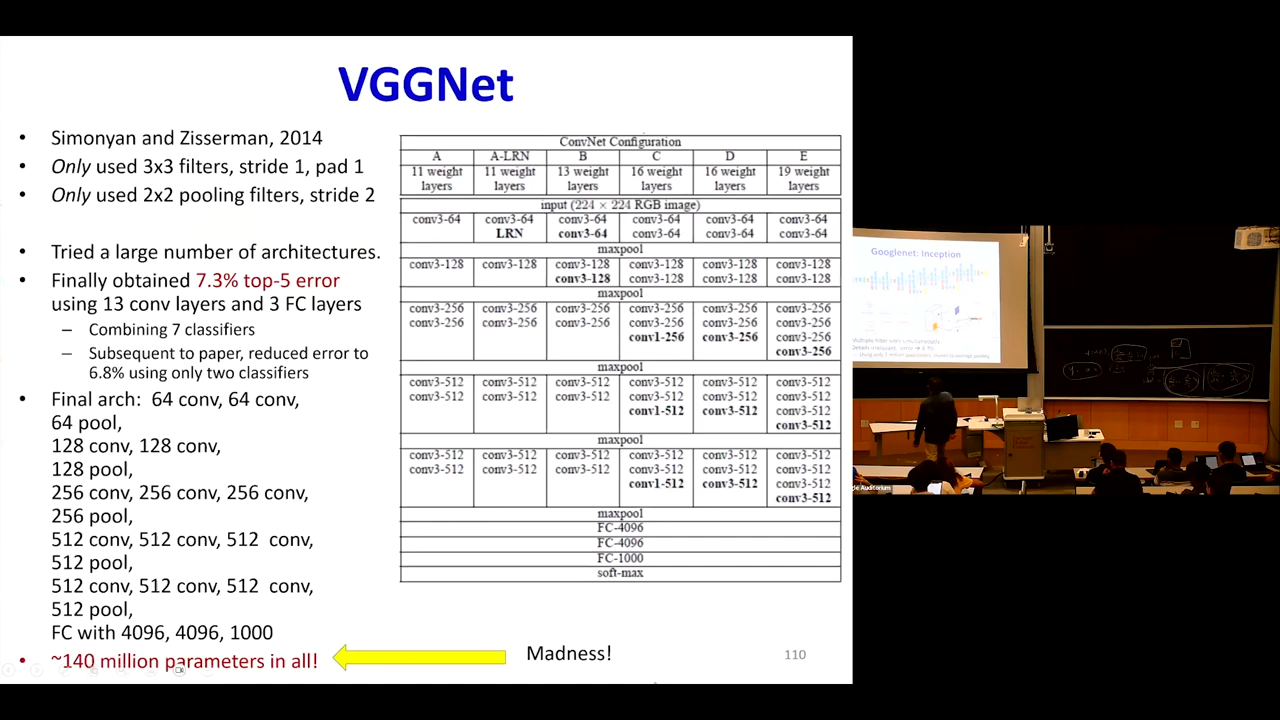 VGGNet
• Simonyan and Zisserman, 2014
• Only used 3x3 filters, stride 1, pad 1
• Only used 2x2 pooling filters, stride 2
• Tried a large number of architectures.
• Finally obtained 7.3% top-5 error
using 13 conv layers and 3 FC layers
– Combining 7 classifiers
– Subsequent to paper, reduced error to
6.8% using only two classifiers
• Final arch: 64 conv, 64 conv,
64 pool,
128 conv, 128 conv,
128 pool,
256 conv, 256 conv, 256 conv,
256 pool,
512 conv, 512 conv, 512 conv,
512 pool,
512 conv, 512 conv, 512 conv,
512 pool,
FC with 4096, 4096, 1000
• ~140 million parameters in all!
Madness!
110
ConvNet Configuration
A A-LRN B C D E
11 weight 11 weight 13 weight 16 weight 16 weight 19 weight
layers layers layers layers layers layers
input (224 × 224 RGB image)
conv3-64 conv3-64 conv3-64 conv3-64 conv3-64 conv3-64
LRN conv3-64 conv3-64 conv3-64 conv3-64
maxpool
conv3-128 conv3-128 conv3-128 conv3-128 conv3-128 conv3-128
conv3-128 conv3-128 conv3-128 conv3-128
maxpool
conv3-256 conv3-256 conv3-256 conv3-256 conv3-256 conv3-256
conv3-256 conv3-256 conv3-256 conv3-256 conv3-256 conv3-256
conv1-256 conv3-256 conv3-256
conv3-256
maxpool
conv3-512 conv3-512 conv3-512 conv3-512 conv3-512 conv3-512
conv3-512 conv3-512 conv3-512 conv3-512 conv3-512 conv3-512
conv1-512 conv3-512 conv3-512
conv3-512
maxpool
conv3-512 conv3-512 conv3-512 conv3-512 conv3-512 conv3-512
conv3-512 conv3-512 conv3-512 conv3-512 conv3-512 conv3-512
conv1-512 conv3-512 conv3-512
conv3-512
maxpool
FC-4096
FC-4096
FC-1000
soft-max
Googlenet: Inception
Auditorium